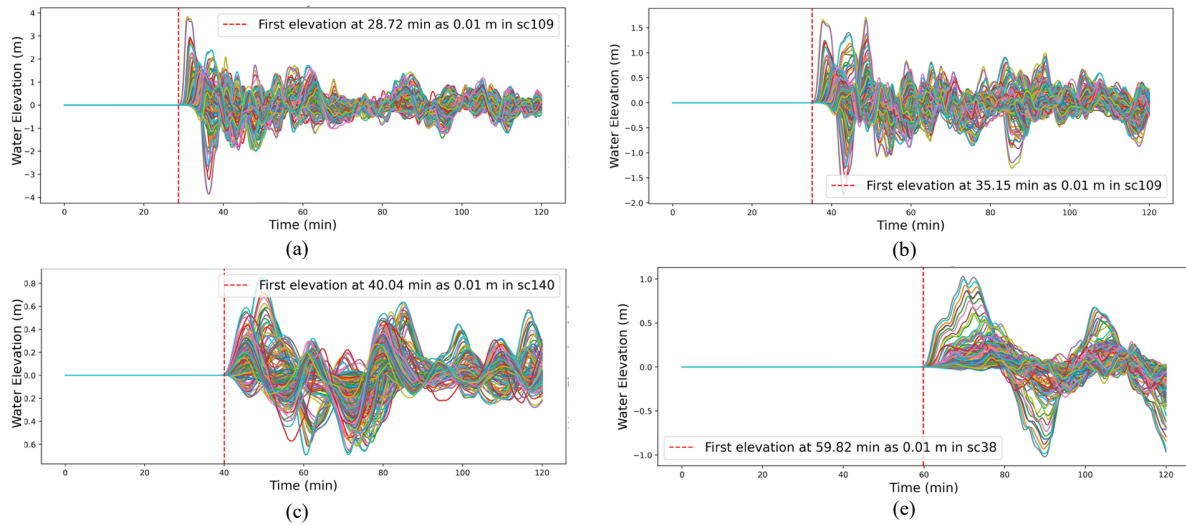 First elevation at 28.72 min as 0.01 m in sc109
Water Elevation (m)
4
3
2
1
0
−1
−2
−3
−4
0 20 40 60 80 100 120
Time (min)
(a)
First elevation at 35.15 min as 0.01 m in sc109
Water Elevation (m)
1.5
1.0
0.5
0.0
−0.5
−1.0
−1.5
−2.0
0 20 40 60 80 100 120
Time (min)
(b)
First elevation at 40.04 min as 0.01 m in sc140
Water Elevation (m)
0.8
0.6
0.4
0.2
0.0
0.2
0.4
0.6
0 20 40 60 80 100 120
Time (min)
(c)
First elevation at 59.82 min as 0.01 m in sc38
Water Elevation (m)
1.0
0.5
0.0
−0.5
−1.0
0 20 40 60 80 100 120
Time (min)
(e)